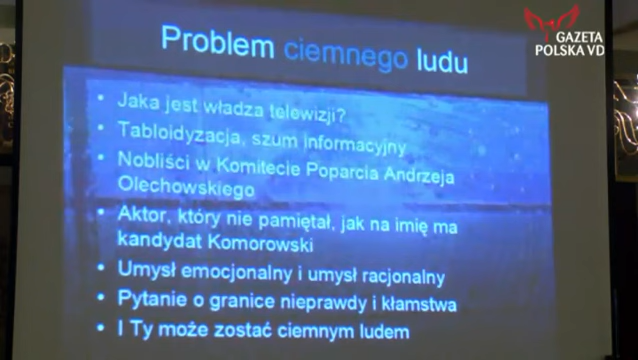 GAZETA
POLSKA VD
Problem ciemnego ludu
• Jaka jest władza telewizji?
• Tabloidyzacja, szum informacyjny
• Nobliści w Komitecie Poparcia Andrzeja
Olechowskiego
• Aktor, który nie pamiętał, jak na imię ma
kandydat Komorowski
• Umysł emocjonalny i umysł racjonalny
• Pytanie o granice nieprawdy i kłamstwa
• I Ty może zostać ciemnym ludem